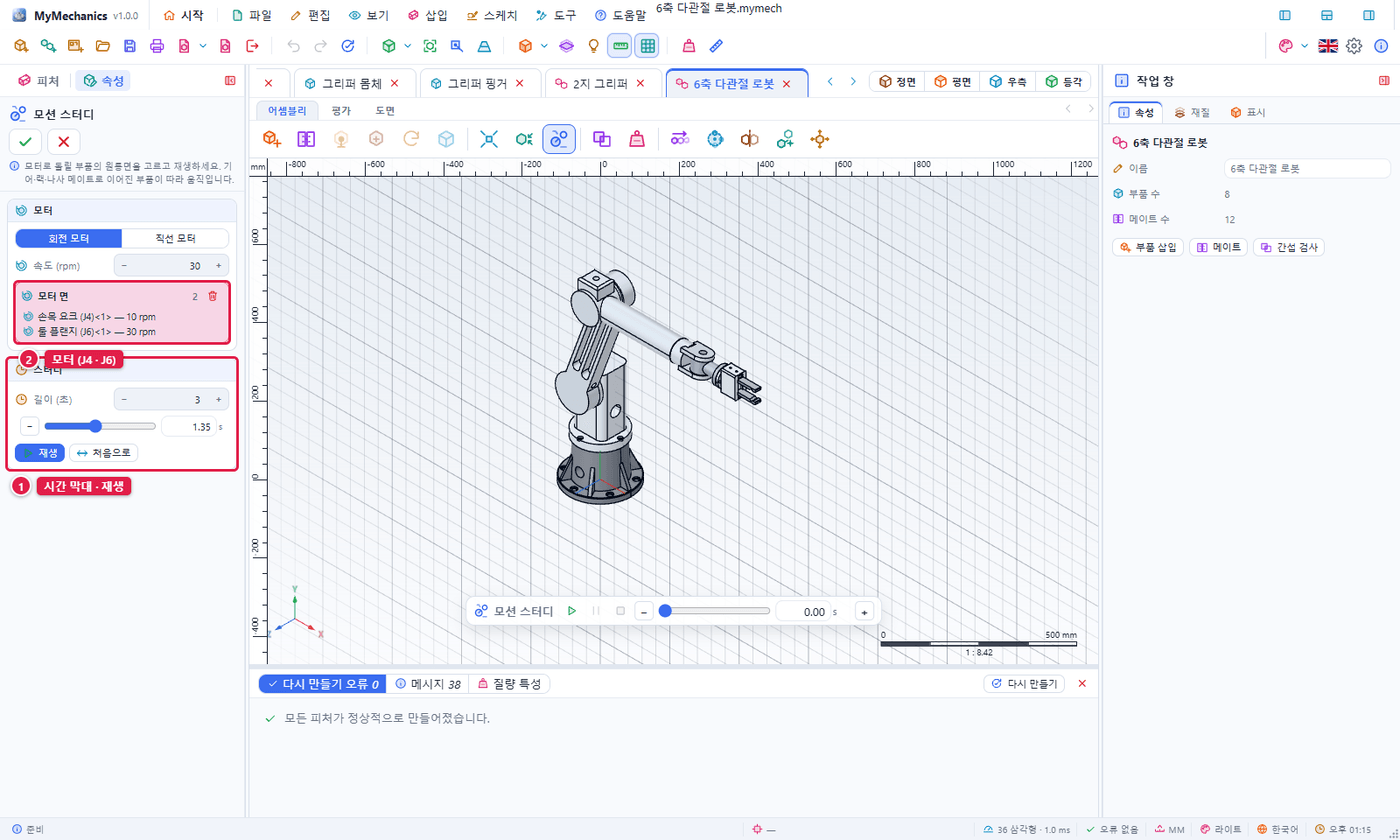 MyMechanics v1.0.0 시작 파일 편집 보기 삽입 스케치 도구 도움말 6축 다관절 로봇.mymech
피처 속성
모션 스터디
모터로 돌릴 부품의 원통면을 고르고 재생하세요. 기어·랙·나사 메이트로 이어진 부품이 따라 움직입니다.
모터
회전 모터 직선 모터
속도 (rpm) − 30 +
모터 면 2
손목 요크 (J4)<1> — 10 rpm
툴 플랜지 (J6)<1> — 30 rpm
2 모터 (J4 · J6)
스터디
길이 (초) − 3 +
− 1.35 s
재생 처음으로
1 시간 막대 · 재생
그리퍼 몸체 그리퍼 핑거 2지 그리퍼 6축 다관절 로봇
정면 평면 우측 등각
어셈블리 평가 도면
mm -800 -600 -400 -200 0 200 400 600 800 1000 1200
600
400
200
0
-200
-400
Y
Z X
모션 스터디 − 0.00 s +
0 500 mm
1 : 8.42
다시 만들기 오류 0 메시지 38 질량 특성 다시 만들기
모든 피처가 정상적으로 만들어졌습니다.
작업 창
속성 재질 표시
6축 다관절 로봇
이름 6축 다관절 로봇
부품 수 8
메이트 수 12
부품 삽입 메이트 간섭 검사
준비 — 36 삼각형 · 1.0 ms 오류 없음 MM 라이트 한국어 오후 01:15